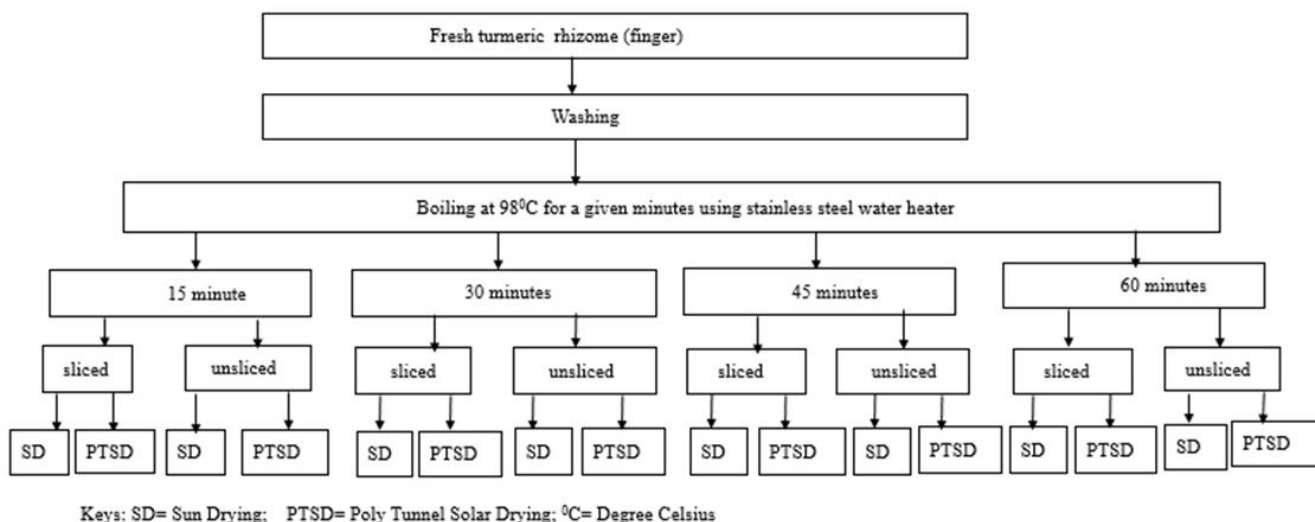 Fresh turmeric rhizome (finger)
Washing
Boiling at 98⁰C for a given minutes using stainless steel water heater
15 minute
30 minutes
45 minutes
60 minutes
sliced
unsliced
sliced
unsliced
sliced
unsliced
sliced
unsliced
SD
PTSD
SD
PTSD
SD
PTSD
SD
PTSD
SD
PTSD
SD
PTSD
SD
PTSD
SD
PTSD
Keys: SD= Sun Drying; PTSD= Poly Tunnel Solar Drying; ⁰C= Degree Celsius